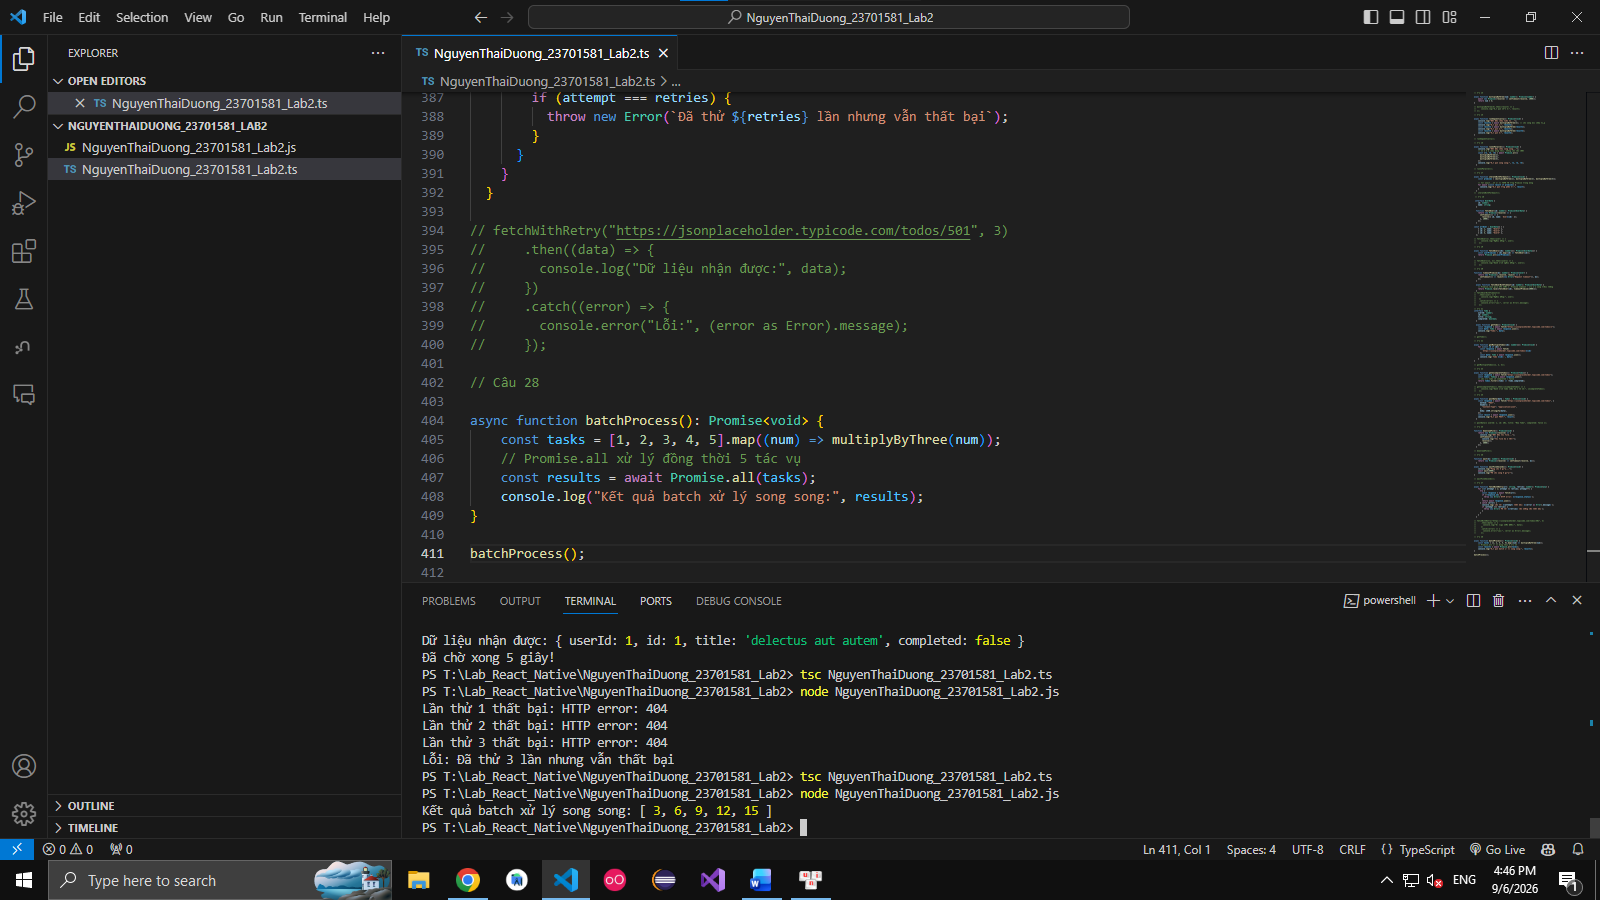 File Edit Selection View Go Run Terminal Help
NguyenThaiDuong_23701581_Lab2
EXPLORER
OPEN EDITORS
TS NguyenThaiDuong_23701581_Lab2.ts
NGUYENTHAIDUONG_23701581_LAB2
JS NguyenThaiDuong_23701581_Lab2.js
TS NguyenThaiDuong_23701581_Lab2.ts
OUTLINE
TIMELINE
TS NguyenThaiDuong_23701581_Lab2.ts
TS NguyenThaiDuong_23701581_Lab2.ts > ...
387 if (attempt === retries) {
388 throw new Error(`Đã thử ${retries} lần nhưng vẫn thất bại`);
389 }
390 }
391 }
392 }
393
394 // fetchWithRetry("https://jsonplaceholder.typicode.com/todos/501", 3)
395 // .then((data) => {
396 // console.log("Dữ liệu nhận được:", data);
397 // })
398 // .catch((error) => {
399 // console.error("Lỗi:", (error as Error).message);
400 // });
401
402 // Câu 28
403
404 async function batchProcess(): Promise<void> {
405 const tasks = [1, 2, 3, 4, 5].map((num) => multiplyByThree(num));
406 // Promise.all xử lý đồng thời 5 tác vụ
407 const results = await Promise.all(tasks);
408 console.log("Kết quả batch xử lý song song:", results);
409 }
410
411 batchProcess();
412
PROBLEMS OUTPUT TERMINAL PORTS DEBUG CONSOLE
powershell
Dữ liệu nhận được: { userId: 1, id: 1, title: 'delectus aut autem', completed: false }
Đã chờ xong 5 giây!
PS T:\Lab_React_Native\NguyenThaiDuong_23701581_Lab2> tsc NguyenThaiDuong_23701581_Lab2.ts
PS T:\Lab_React_Native\NguyenThaiDuong_23701581_Lab2> node NguyenThaiDuong_23701581_Lab2.js
Lần thử 1 thất bại: HTTP error: 404
Lần thử 2 thất bại: HTTP error: 404
Lần thử 3 thất bại: HTTP error: 404
Lỗi: Đã thử 3 lần nhưng vẫn thất bại
PS T:\Lab_React_Native\NguyenThaiDuong_23701581_Lab2> tsc NguyenThaiDuong_23701581_Lab2.ts
PS T:\Lab_React_Native\NguyenThaiDuong_23701581_Lab2> node NguyenThaiDuong_23701581_Lab2.js
Kết quả batch xử lý song song: [ 3, 6, 9, 12, 15 ]
PS T:\Lab_React_Native\NguyenThaiDuong_23701581_Lab2>
0 0 0
Ln 411, Col 1 Spaces: 4 UTF-8 CRLF {} TypeScript Go Live
Type here to search
ENG
4:46 PM
9/6/2026
1